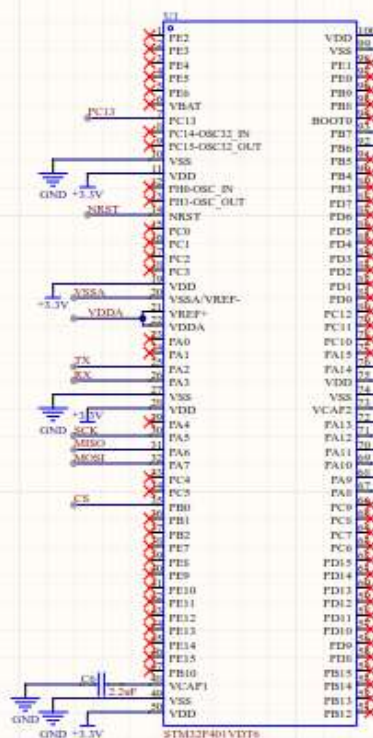 U1
PE2 VDD
PE3 VSS
PE4 PE1
PE5 PE0
PE6 PB9
VBAT PB8
PC13 PC13 BOOT0
PC14-OSC32_IN PB7
PC15-OSC32_OUT PB6
VSS PB5
VDD PB4
GND +3.3V PH0-OSC_IN PB3
PH1-OSC_OUT PD7
NRST NRST PD6
PC0 PD5
PC1 PD4
PC2 PD3
PC3 PD2
VDD PD1
+3.3V VSSA VSSA/VREF- PD0
VDDA VREF+ PC12
VDDA PC11
PA0 PC10
PA1 PA15
TX PA2 PA14
RX PA3 VDD
VSS VSS
VDD VCAP2
GND +3.3V PA4 PA13
SCK PA5 PA12
MISO PA6 PA11
MOSI PA7 PA10
PC4 PA9
PC5 PA8
CS PB0 PC9
PB1 PC8
PB2 PC7
PE7 PC6
PE8 PD15
PE9 PD14
PE10 PD13
PE11 PD12
PE12 PD11
PE13 PD10
PE14 PD9
PE15 PD8
PB10 PB15
C6 2.2uF VCAP1 PB14
VSS PB13
VDD PB12
GND GND +3.3V STM32F401VDT6